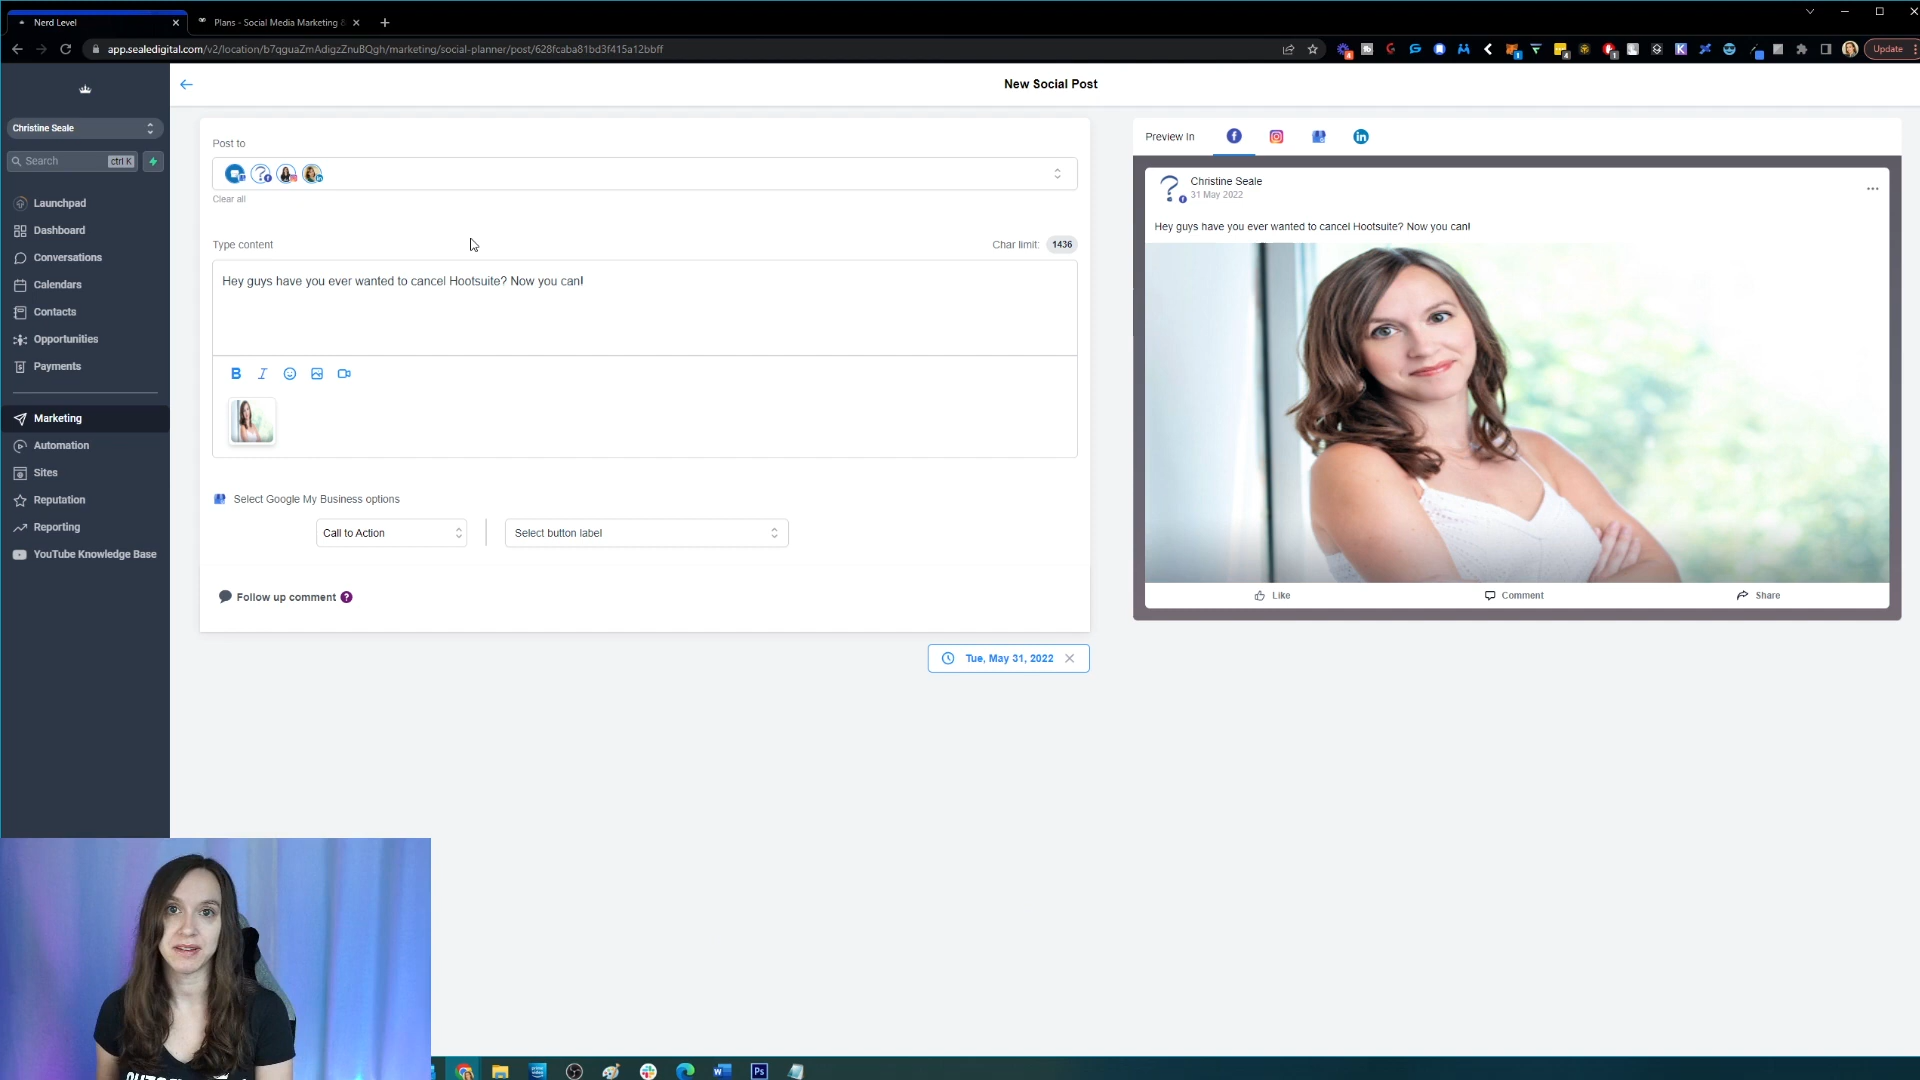 Nerd Level
Plans - Social Media Marketing &
app.sealedigital.com/v2/location/b7qguaZmAdigzZnuBQgh/marketing/social-planner/post/628fcaba81bd3f415a12bbff
Update
New Social Post
Christine Seale
Search
ctrl K
Launchpad
Dashboard
Conversations
Calendars
Contacts
Opportunities
Payments
Marketing
Automation
Sites
Reputation
Reporting
YouTube Knowledge Base
Post to
Clear all
Type content
Char limit: 1436
Hey guys have you ever wanted to cancel Hootsuite? Now you can!
B I
Select Google My Business options
Call to Action
Select button label
Follow up comment ?
Tue, May 31, 2022
Preview In
Christine Seale
31 May 2022
Hey guys have you ever wanted to cancel Hootsuite? Now you can!
Like
Comment
Share